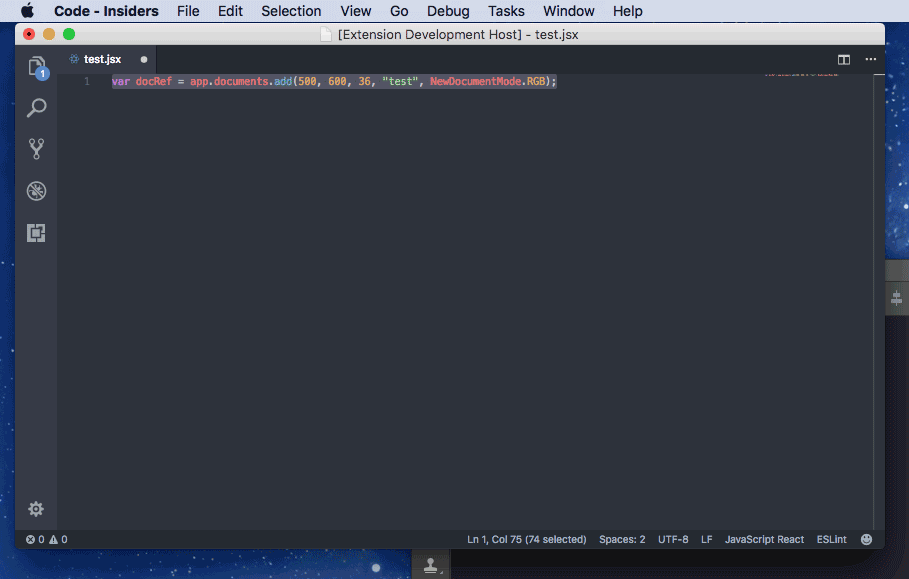 Code - Insiders File Edit Selection View Go Debug Tasks Window Help
[Extension Development Host] - test.jsx
test.jsx
1
1 var docRef = app.documents.add(500, 600, 36, "test", NewDocumentMode.RGB);
0 0 Ln 1, Col 75 (74 selected) Spaces: 2 UTF-8 LF JavaScript React ESLint